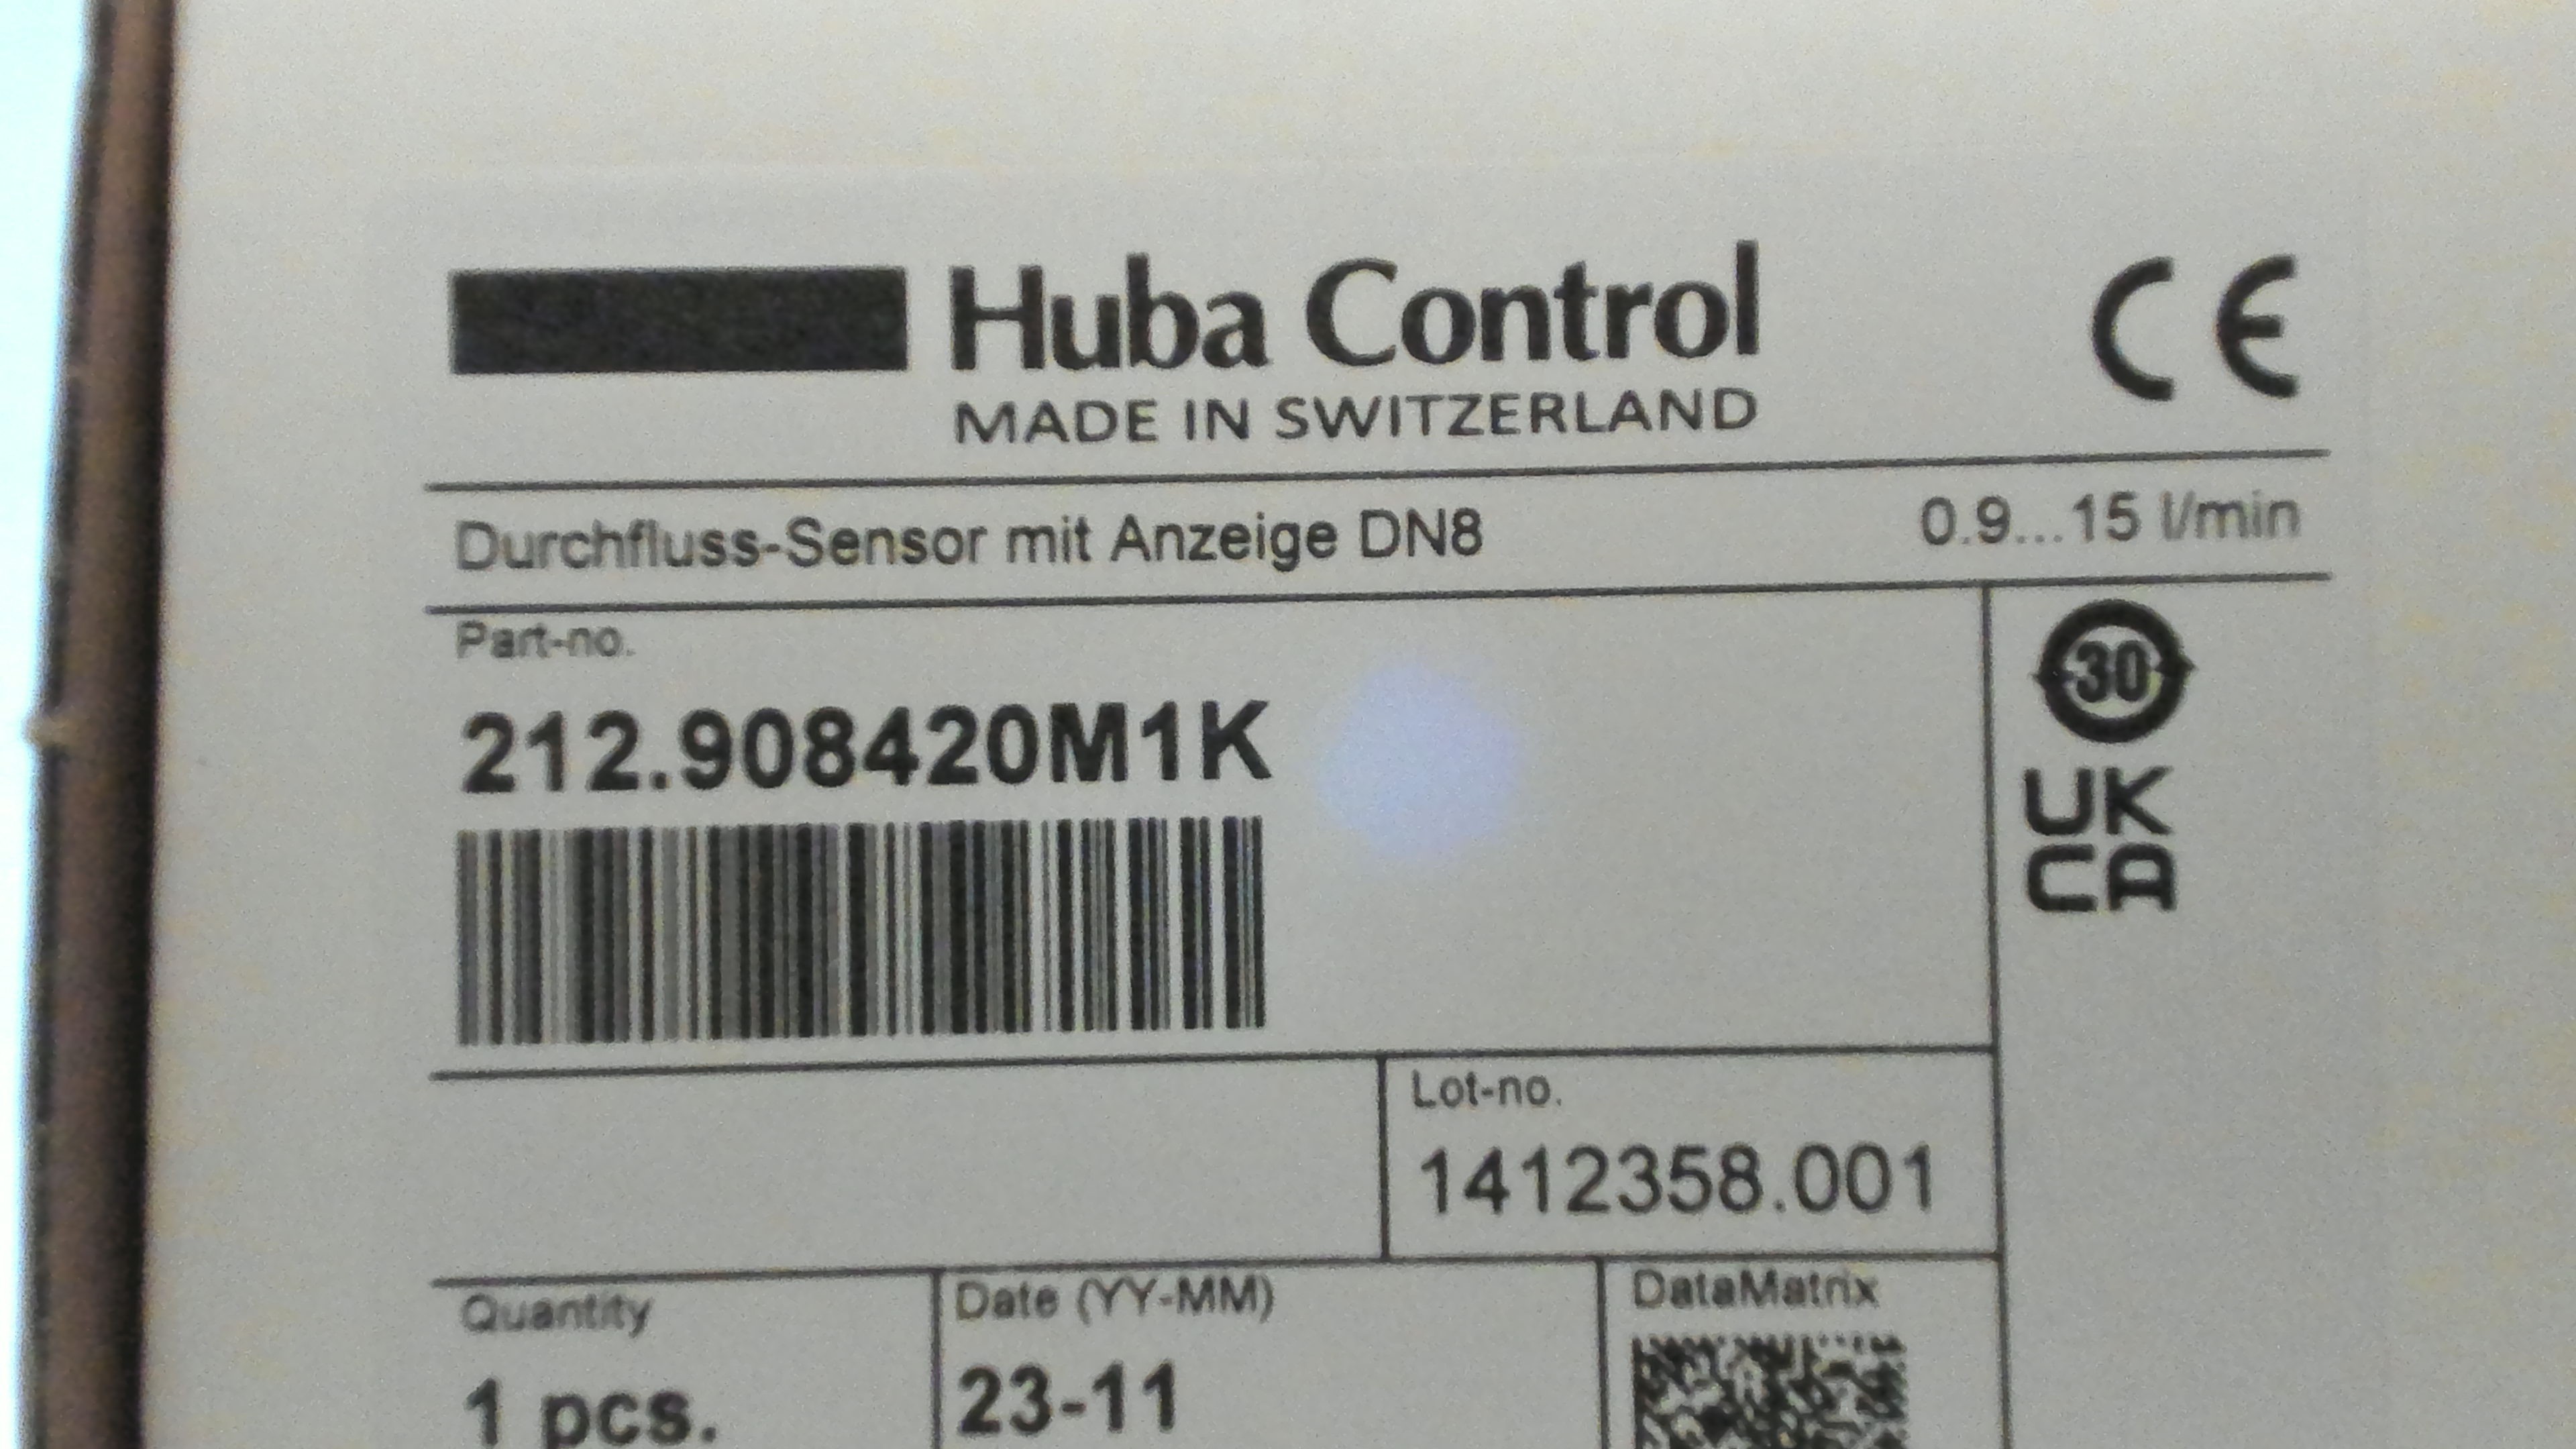 Huba Control
CE
MADE IN SWITZERLAND
Durchfluss-Sensor mit Anzeige DN8
0.9...15 l/min
Part-no.
212.908420M1K
30
UK
CA
Lot-no.
1412358.001
Quantity
1 pcs.
Date (YY-MM)
23-11
DataMatrix